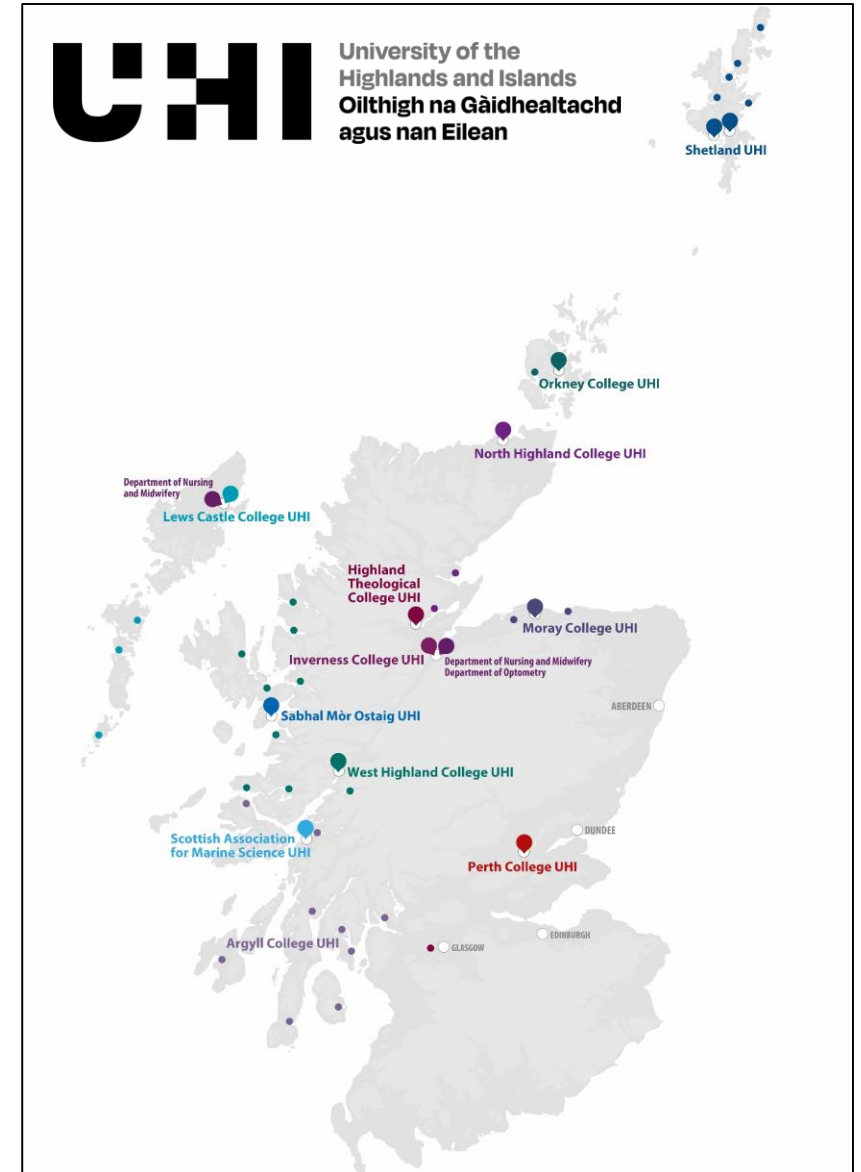 UHI
University of the
Highlands and Islands
Oilthigh na Gàidhealtachd
agus nan Eilean
Shetland UHI
Orkney College UHI
North Highland College UHI
Department of Nursing
and Midwifery
Lews Castle College UHI
Highland
Theological
College UHI
Moray College UHI
Inverness College UHI
Department of Nursing and Midwifery
Department of Optometry
ABERDEEN
Sabhal Mòr Ostaig UHI
West Highland College UHI
Scottish Association
for Marine Science UHI
DUNDEE
Perth College UHI
Argyll College UHI
EDINBURGH
GLASGOW